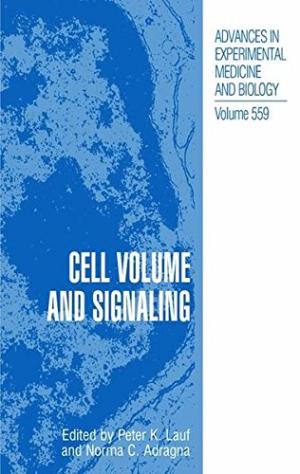 ADVANCES IN
EXPERIMENTAL
MEDICINE
AND BIOLOGY
Volume 559
CELL VOLUME
AND SIGNALING
Edited by Peter K. Lauf
and Norma C. Adragna